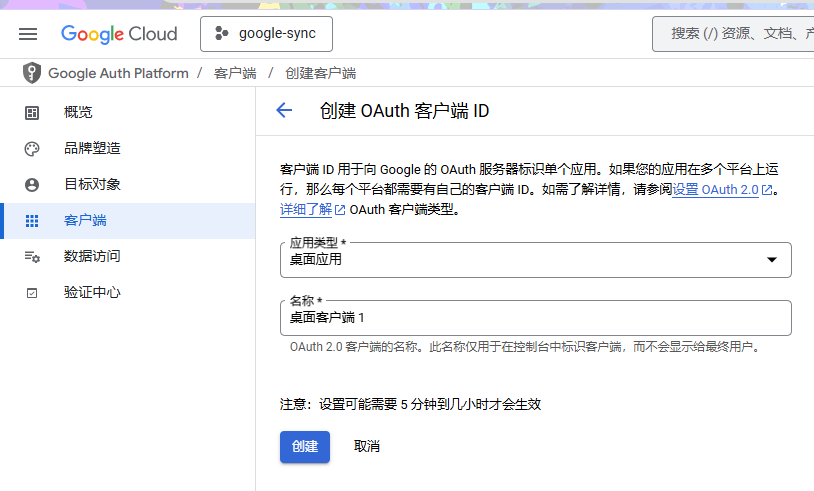 Google Cloud
google-sync
搜索 (/) 资源、文档、产
Google Auth Platform / 客户端 / 创建客户端
概览
品牌塑造
目标对象
客户端
数据访问
验证中心
创建 OAuth 客户端 ID
客户端 ID 用于向 Google 的 OAuth 服务器标识单个应用。如果您的应用在多个平台上运
行，那么每个平台都需要有自己的客户端 ID。如需了解详情，请参阅设置 OAuth 2.0。
详细了解 OAuth 客户端类型。
应用类型 *
桌面应用
名称 *
桌面客户端 1
OAuth 2.0 客户端的名称。此名称仅用于在控制台中标识客户端，而不会显示给最终用户。
注意：设置可能需要 5 分钟到几小时才会生效
创建
取消